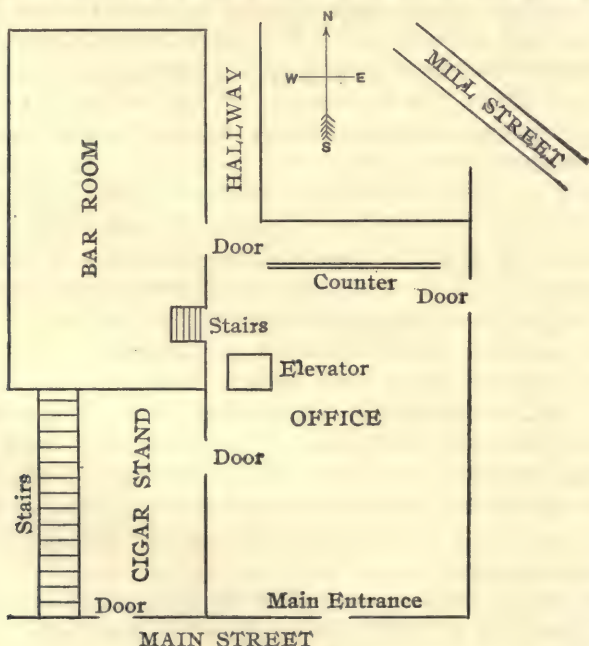 N
W E
S
MILL STREET
HALLWAY
BAR ROOM
Door
Counter
Door
Stairs
Elevator
OFFICE
Door
CIGAR STAND
Stairs
Door
Main Entrance
MAIN STREET